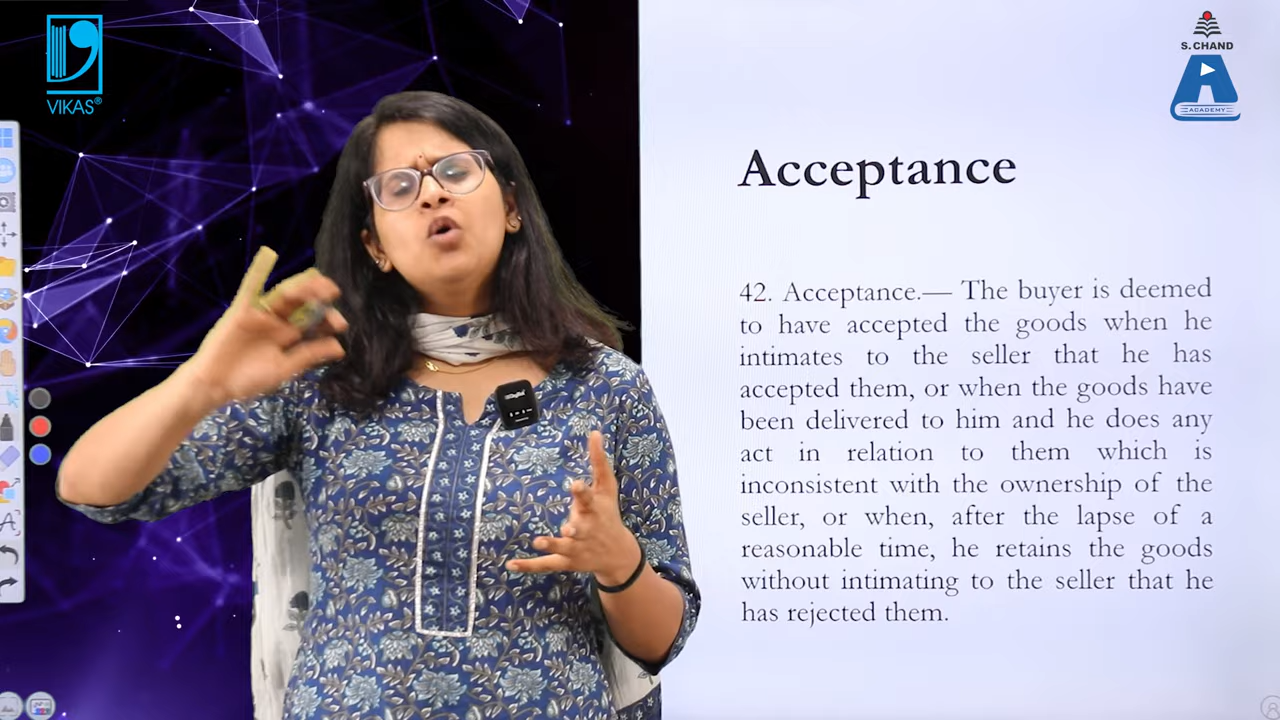 VIKAS®
S. CHAND
ACADEMY
Acceptance
42. Acceptance.— The buyer is deemed
to have accepted the goods when he
intimates to the seller that he has
accepted them, or when the goods have
been delivered to him and he does any
act in relation to them which is
inconsistent with the ownership of the
seller, or when, after the lapse of a
reasonable time, he retains the goods
without intimating to the seller that he
has rejected them.